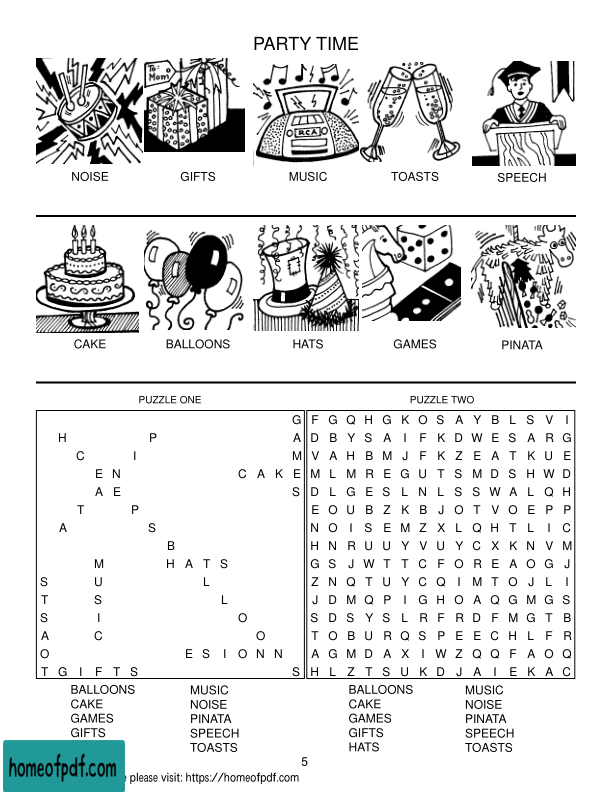 PARTY TIME
TO: Mom
RCA
NOISE GIFTS MUSIC TOASTS SPEECH
CAKE BALLOONS HATS GAMES PINATA
PUZZLE ONE PUZZLE TWO
G F G Q H G K O S A Y B L S V I
H P A D B Y S A I F K D W E S A R G
C I M V A H B M J F K Z E A T K U E
E N C A K E M L M R E G U T S M D S H W D
A E S D L G E S L N L S S W A L Q H
T P E O U B Z K B J O T V O E P P
A S N O I S E M Z X L Q H T L I C
B H N R U U Y V U Y C X K N V M
M H A T S G S J W T T C F O R E A O G J
S U L Z N Q T U Y C Q I M T O J L I
T S L J D M Q P I G H O A Q G M G S
S I O S D S Y S L R F R D F M G T B
A C O T O B U R Q S P E E C H L F R
O E S I O N N A G M D A X I W Z Q Q F A O Q
T G I F T S S H L Z T S U K D J A I E K A C
BALLOONS MUSIC BALLOONS MUSIC
CAKE NOISE CAKE NOISE
GAMES PINATA GAMES PINATA
GIFTS SPEECH GIFTS SPEECH
TOASTS HATS TOASTS
5
homeofpdf.com
please visit: https://homeofpdf.com